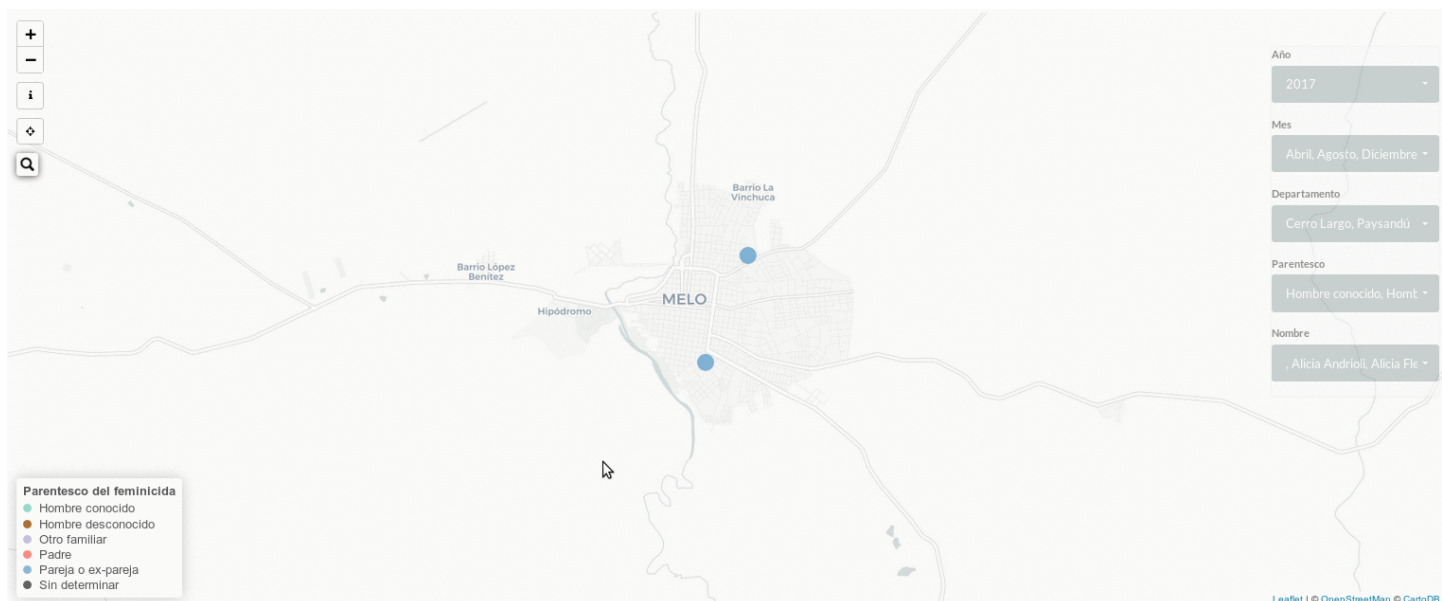 +
−
i
Año
2017
Mes
Abril, Agosto, Diciembre
Departamento
Cerro Largo, Paysandú
Parentesco
Hombre conocido, Homb
Nombre
, Alicia Andrioli, Alicia Fle
Barrio La
Vinchuca
Barrio López
Benítez
MELO
Hipódromo
Parentesco del feminicida
Hombre conocido
Hombre desconocido
Otro familiar
Padre
Pareja o ex-pareja
Sin determinar
Leaflet | © OpenStreetMap © CartoDB